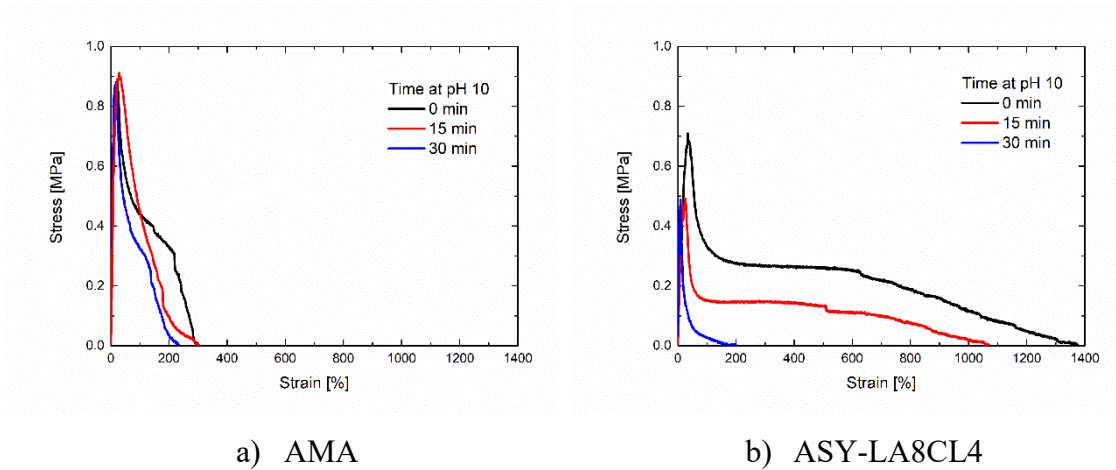 1.0
0.8
0.6
0.4
0.2
0.0
Stress [MPa]
0 200 400 600 800 1000 1200 1400
Strain [%]
Time at pH 10
0 min
15 min
30 min
1.0
0.8
0.6
0.4
0.2
0.0
Stress [MPa]
0 200 400 600 800 1000 1200 1400
Strain [%]
Time at pH 10
0 min
15 min
30 min
a) AMA
b) ASY-LA8CL4